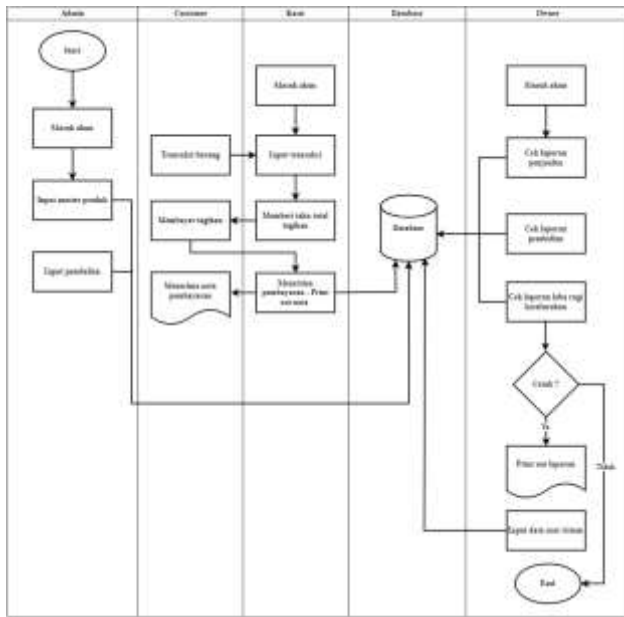 Admin
Customer
Kasir
Database
Owner
Start
Masuk akun
Masuk akun
Masuk akun
Transaksi barang
Input transaksi
Cek laporan
penjualan
Input master produk
Membayar tagihan
Memberi tahu total
tagihan
Database
Cek laporan
pembelian
Input pembelian
Menerima nota
pembayaran
Menerima
pembayaran - Print
Cek laporan laba rugi
keseluruhan
Cetak ?
Ya
Tidak
Print out laporan
Input data user
End